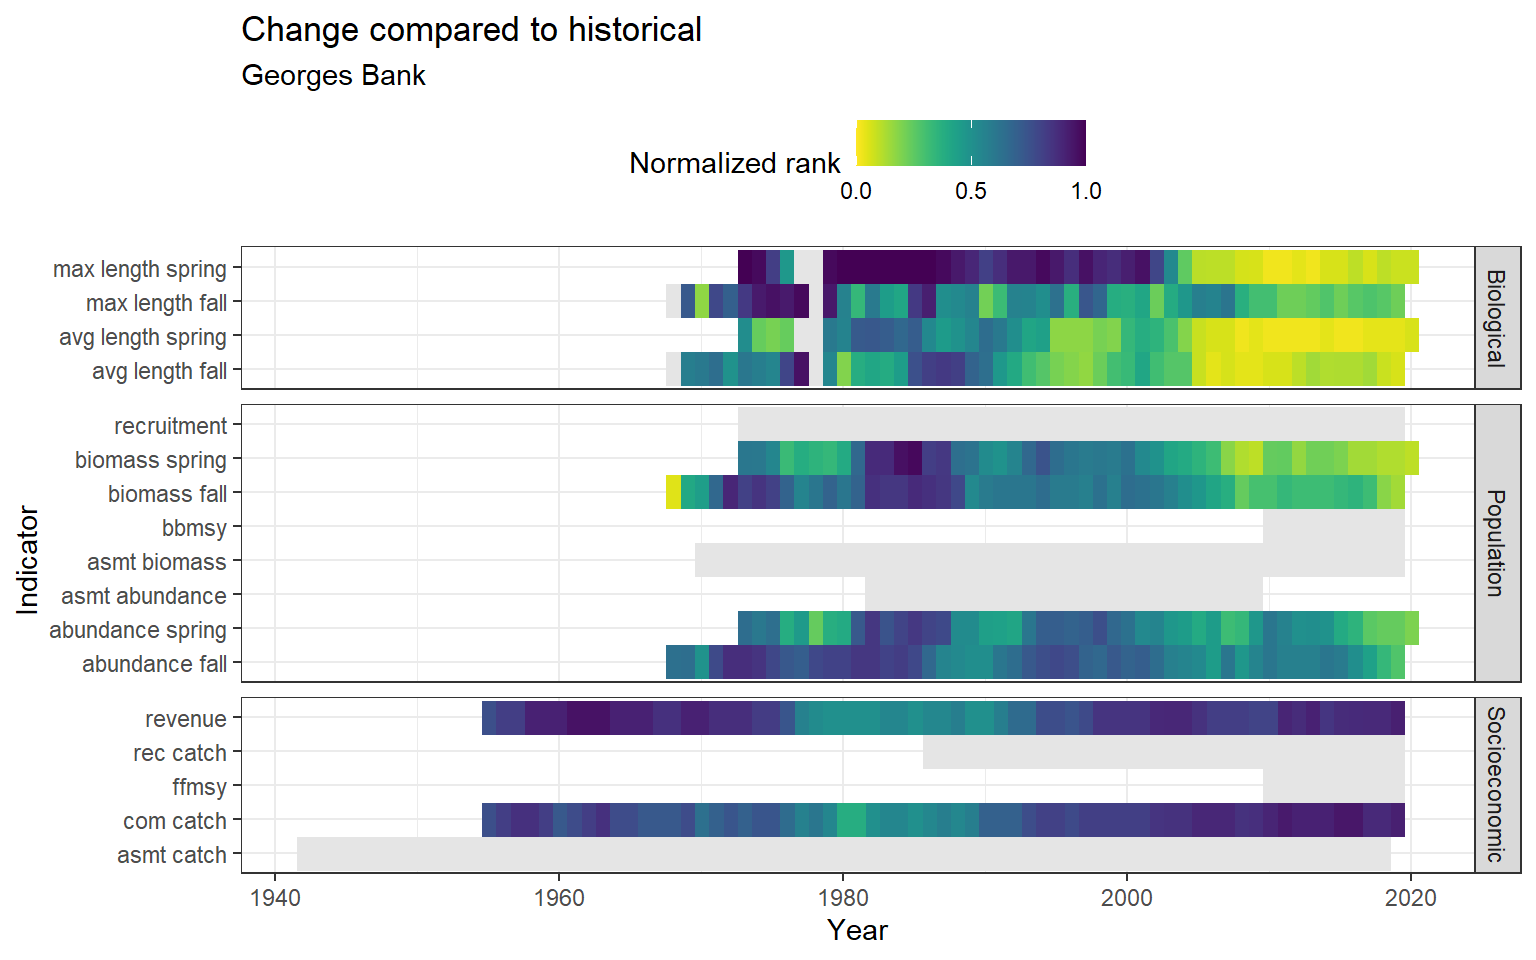 Change compared to historical
Georges Bank
Normalized rank
0.0 0.5 1.0
max length spring
max length fall
avg length spring
avg length fall
Biological
recruitment
biomass spring
biomass fall
bbmsy
asmt biomass
asmt abundance
abundance spring
abundance fall
Population
revenue
rec catch
ffmsy
com catch
asmt catch
Socioeconomic
Indicator
1940 1960 1980 2000 2020
Year